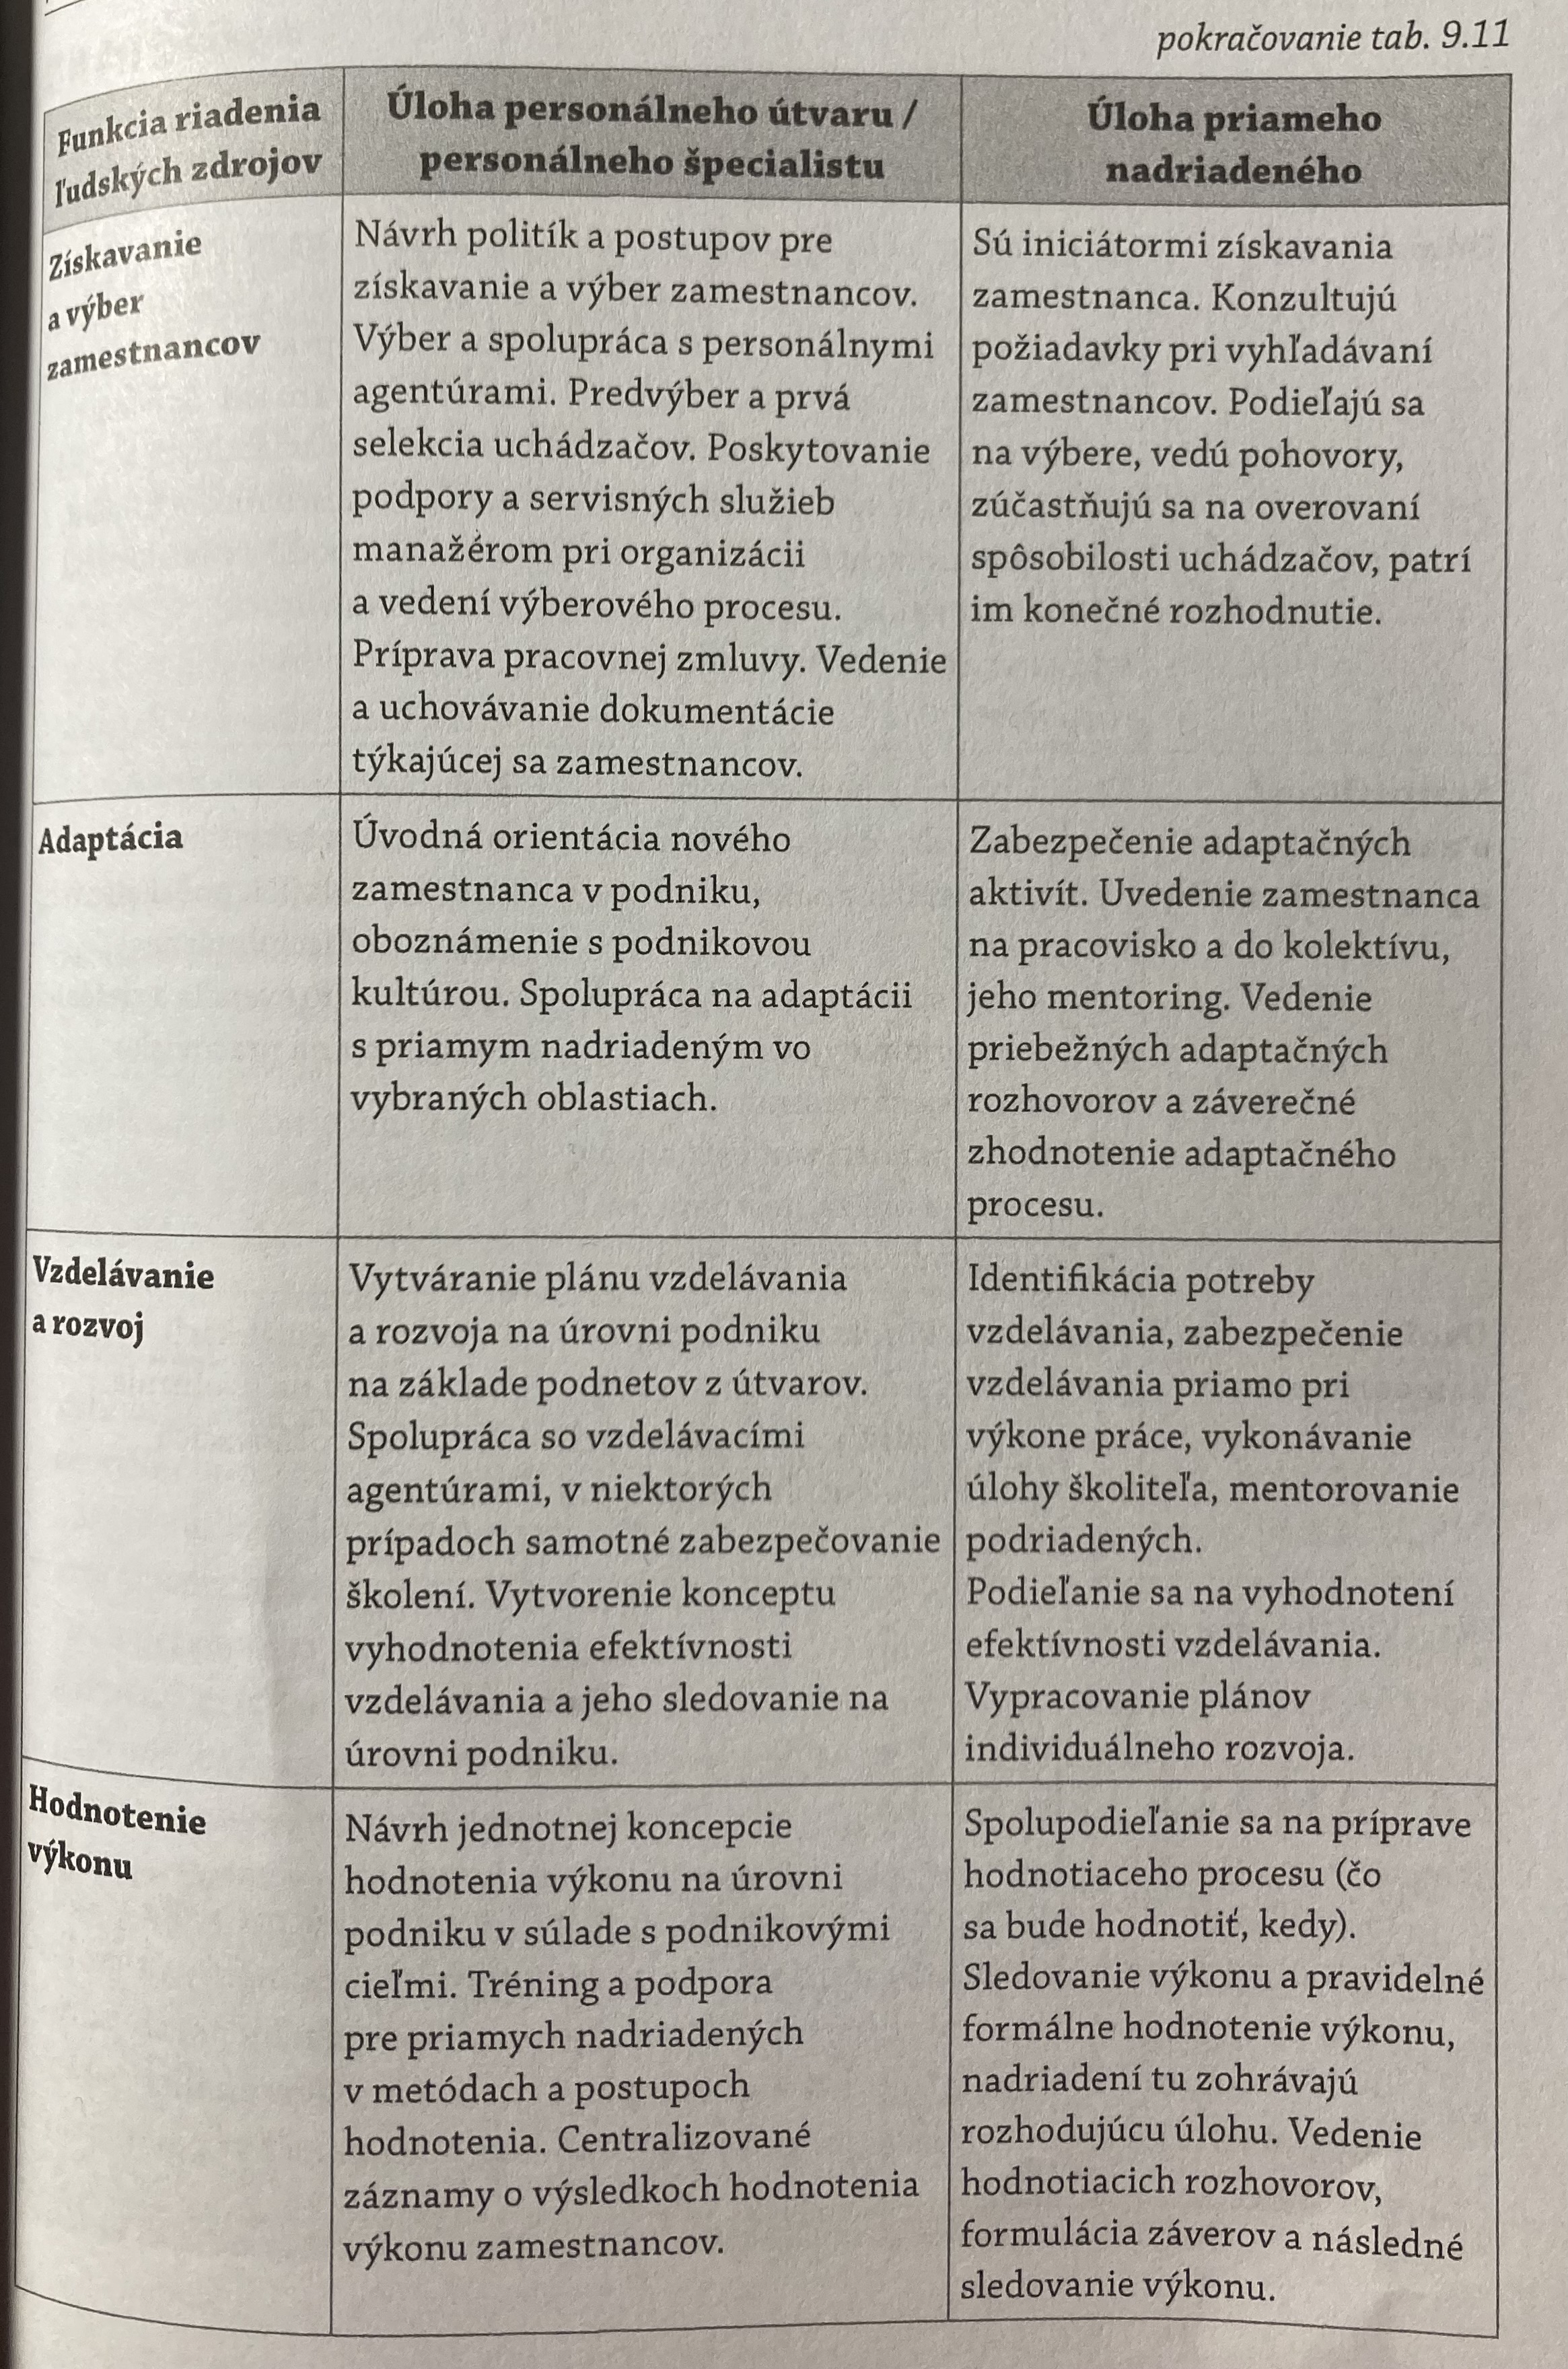 pokračovanie tab. 9.11
Funkcia riadenia
ľudských zdrojov
Úloha personálneho útvaru /
personálneho špecialistu
Úloha priameho
nadriadeného
Získavanie
a výber
zamestnancov
Návrh politík a postupov pre
získavanie a výber zamestnancov.
Výber a spolupráca s personálnymi
agentúrami. Predvýber a prvá
selekcia uchádzačov. Poskytovanie
podpory a servisných služieb
manažérom pri organizácii
a vedení výberového procesu.
Príprava pracovnej zmluvy. Vedenie
a uchovávanie dokumentácie
týkajúcej sa zamestnancov.
Sú iniciátormi získavania
zamestnanca. Konzultujú
požiadavky pri vyhľadávaní
zamestnancov. Podieľajú sa
na výbere, vedú pohovory,
zúčastňujú sa na overovaní
spôsobilosti uchádzačov, patrí
im konečné rozhodnutie.
Adaptácia
Úvodná orientácia nového
zamestnanca v podniku,
oboznámenie s podnikovou
kultúrou. Spolupráca na adaptácii
s priamym nadriadeným vo
vybraných oblastiach.
Zabezpečenie adaptačných
aktivít. Uvedenie zamestnanca
na pracovisko a do kolektívu,
jeho mentoring. Vedenie
priebežných adaptačných
rozhovorov a záverečné
zhodnotenie adaptačného
procesu.
Vzdelávanie
a rozvoj
Vytváranie plánu vzdelávania
a rozvoja na úrovni podniku
na základe podnetov z útvarov.
Spolupráca so vzdelávacími
agentúrami, v niektorých
prípadoch samotné zabezpečovanie
školení. Vytvorenie konceptu
vyhodnotenia efektívnosti
vzdelávania a jeho sledovanie na
úrovni podniku.
Identifikácia potreby
vzdelávania, zabezpečenie
vzdelávania priamo pri
výkone práce, vykonávanie
úlohy školiteľa, mentorovanie
podriadených.
Podieľanie sa na vyhodnotení
efektívnosti vzdelávania.
Vypracovanie plánov
individuálneho rozvoja.
Hodnotenie
výkonu
Návrh jednotnej koncepcie
hodnotenia výkonu na úrovni
podniku v súlade s podnikovými
cieľmi. Tréning a podpora
pre priamych nadriadených
v metódach a postupoch
hodnotenia. Centralizované
záznamy o výsledkoch hodnotenia
výkonu zamestnancov.
Spolupodieľanie sa na príprave
hodnotiaceho procesu (čo
sa bude hodnotiť, kedy).
Sledovanie výkonu a pravidelné
formálne hodnotenie výkonu,
nadriadení tu zohrávajú
rozhodujúcu úlohu. Vedenie
hodnotiacich rozhovorov,
formulácia záverov a následné
sledovanie výkonu.